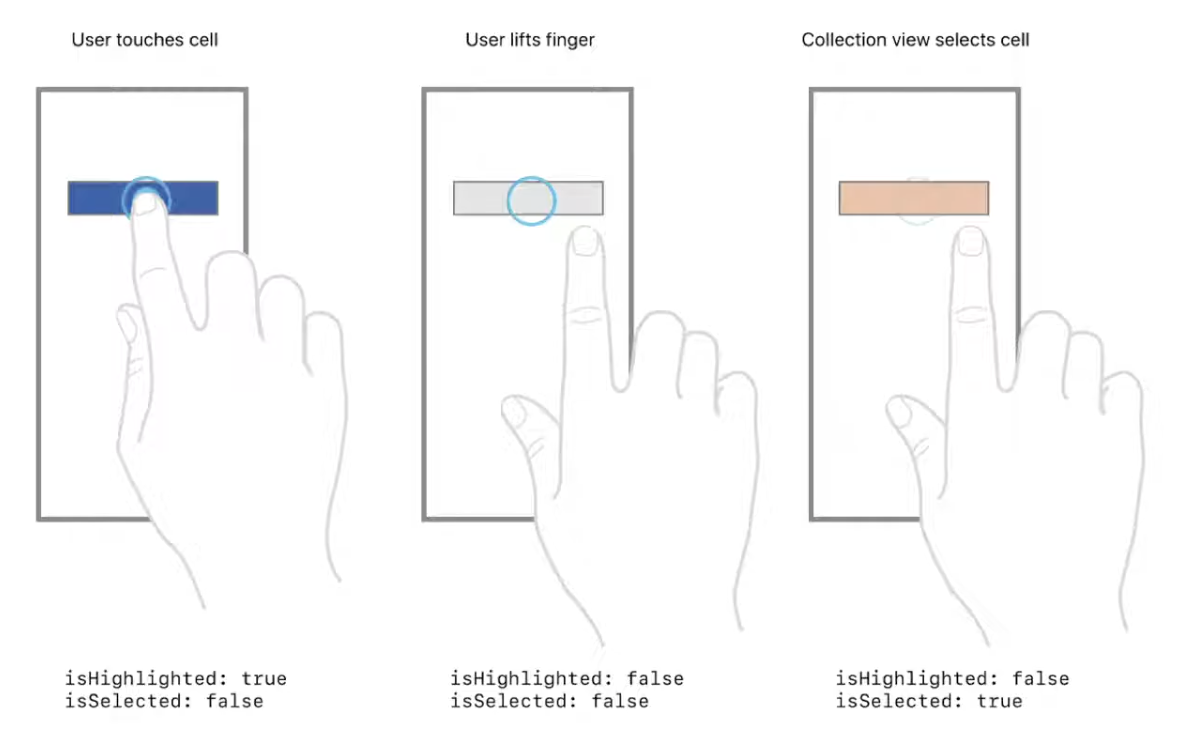 User touches cell
User lifts finger
Collection view selects cell
isHighlighted: true
isSelected: false
isHighlighted: false
isSelected: false
isHighlighted: false
isSelected: true